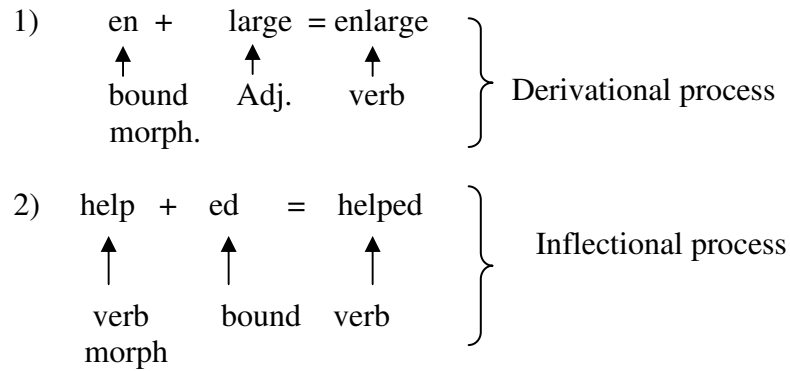 1) en + large = enlarge
bound Adj. verb
morph.
Derivational process
2) help + ed = helped
Inflectional process
verb bound verb
morph